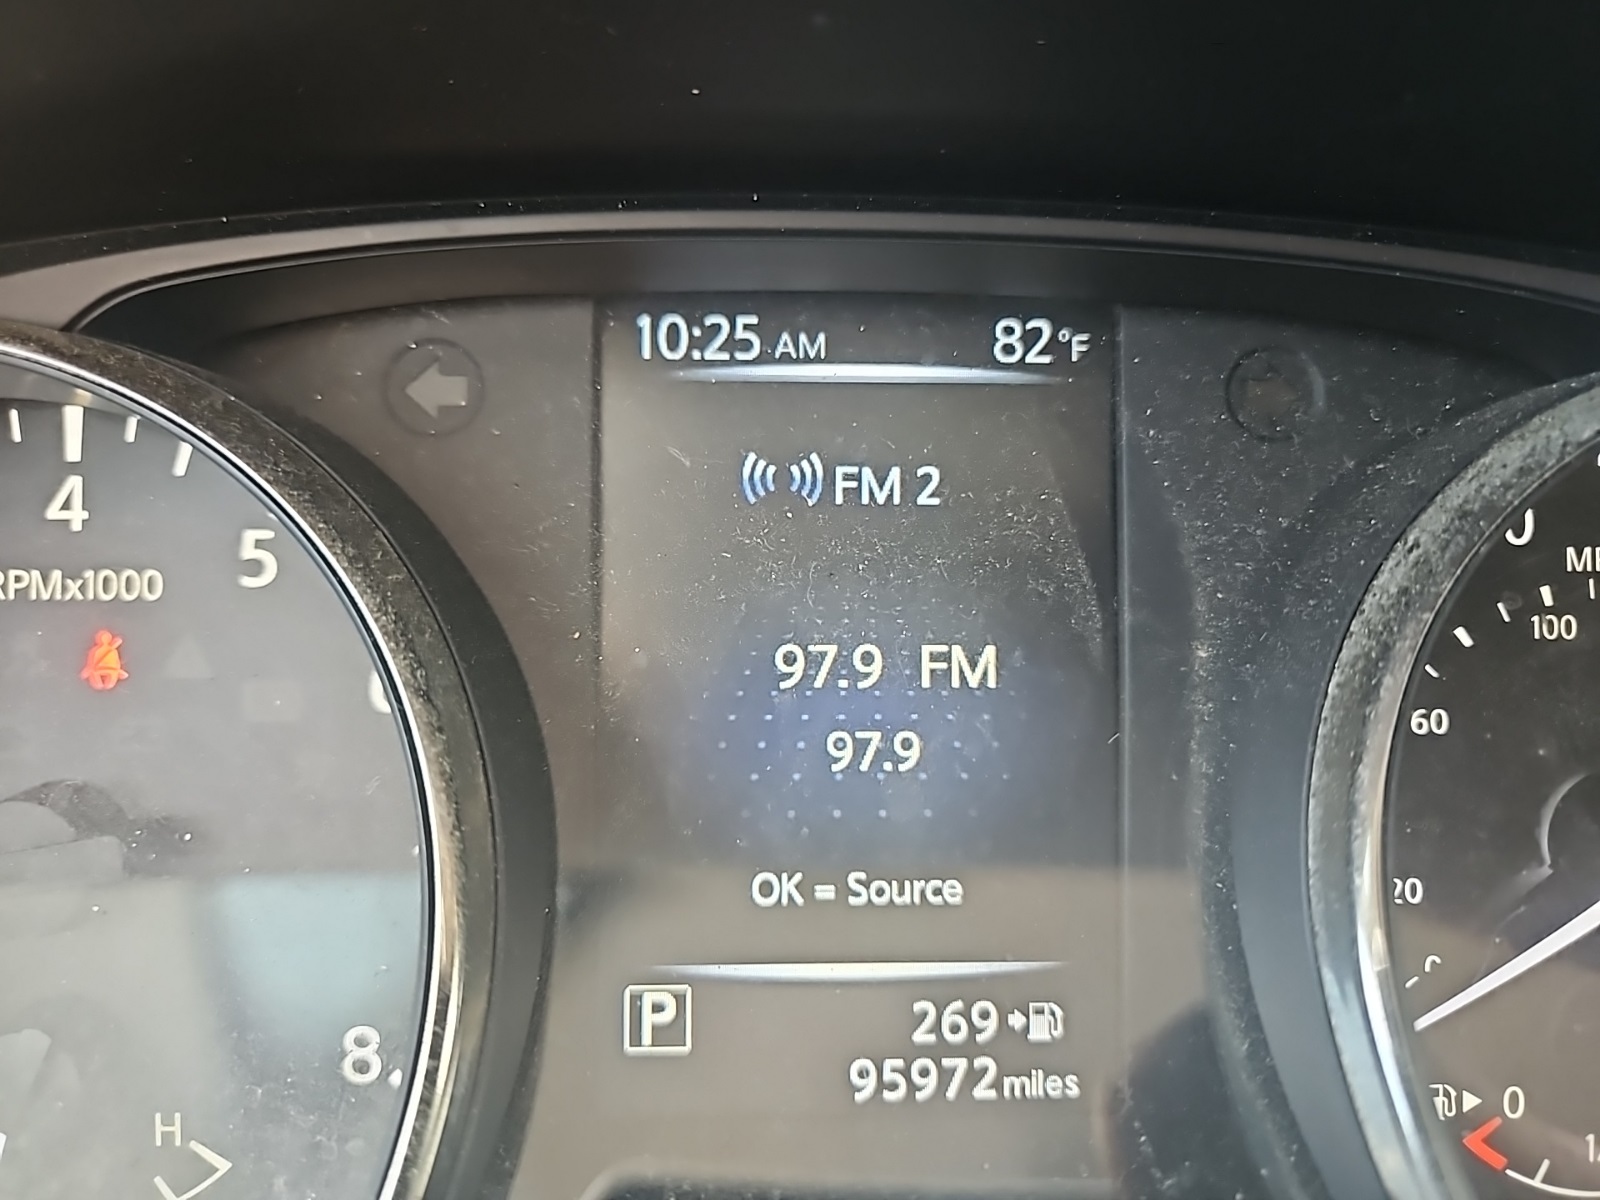 10:25 AM 82°F
FM 2
97.9 FM
97.9
OK = Source
P 269
95972 miles
4
5
RPMx1000
8
H
100
60
20
0